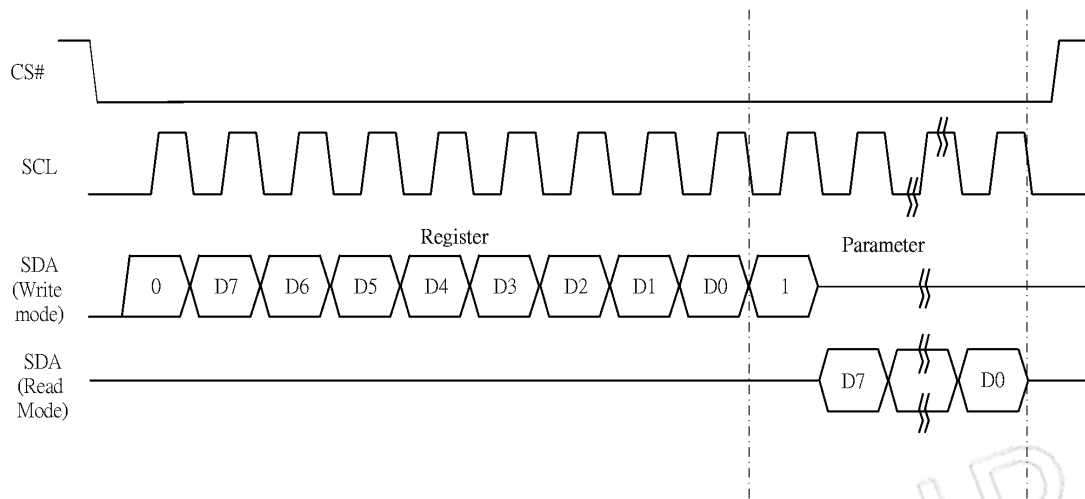 CS#
SCL
Register
Parameter
SDA
(Write
mode)
0 D7 D6 D5 D4 D3 D2 D1 D0 1
SDA
(Read
Mode)
D7 D0